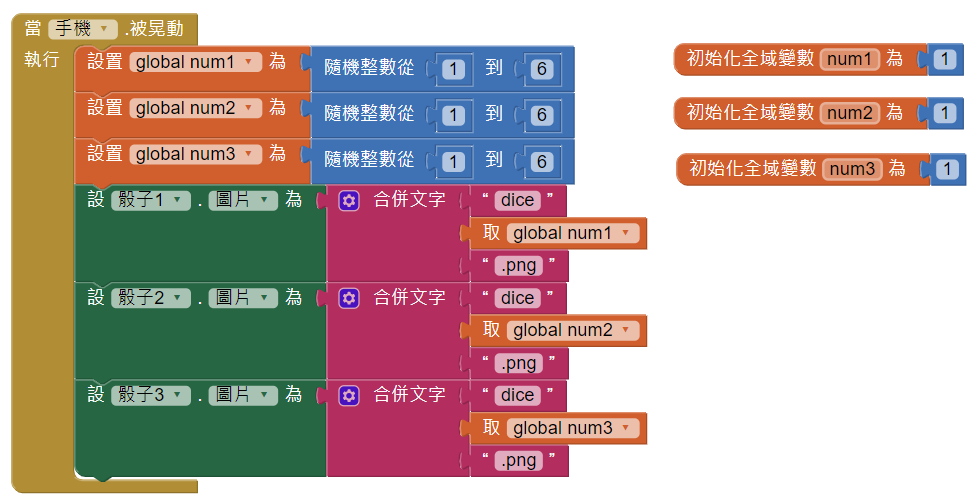 當 手機 .被晃動
執行 設置 global num1 為 隨機整數從 1 到 6
設置 global num2 為 隨機整數從 1 到 6
設置 global num3 為 隨機整數從 1 到 6
設 骰子1 . 圖片 為 合併文字 “ dice ”
取 global num1
“ .png ”
設 骰子2 . 圖片 為 合併文字 “ dice ”
取 global num2
“ .png ”
設 骰子3 . 圖片 為 合併文字 “ dice ”
取 global num3
“ .png ”
初始化全域變數 num1 為 1
初始化全域變數 num2 為 1
初始化全域變數 num3 為 1